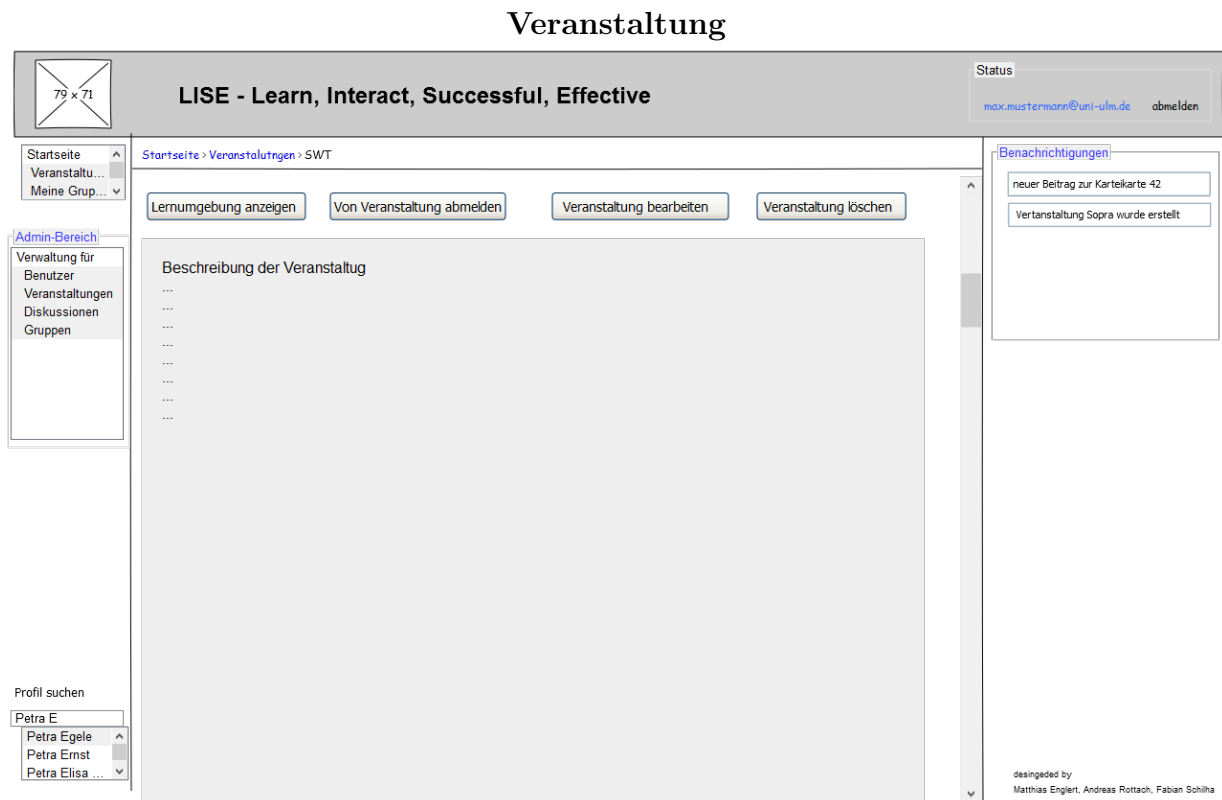 Veranstaltung
79 x 71
LISE - Learn, Interact, Successful, Effective
Status
max.mustermann@uni-ulm.de abmelden
Startseite
Veranstaltu...
Meine Grup...
Startseite > Veranstalutngen > SWT
Lernumgebung anzeigen
Von Veranstaltung abmelden
Veranstaltung bearbeiten
Veranstaltung löschen
Admin-Bereich
Verwaltung für
Benutzer
Veranstaltungen
Diskussionen
Gruppen
Beschreibung der Veranstaltug
...
...
...
...
...
...
...
...
Benachrichtigungen
neuer Beitrag zur Karteikarte 42
Vertanstaltung Sopra wurde erstellt
Profil suchen
Petra E
Petra Egele
Petra Ernst
Petra Elisa ...
desingeded by
Matthias Englert, Andreas Rottach, Fabian Schilha